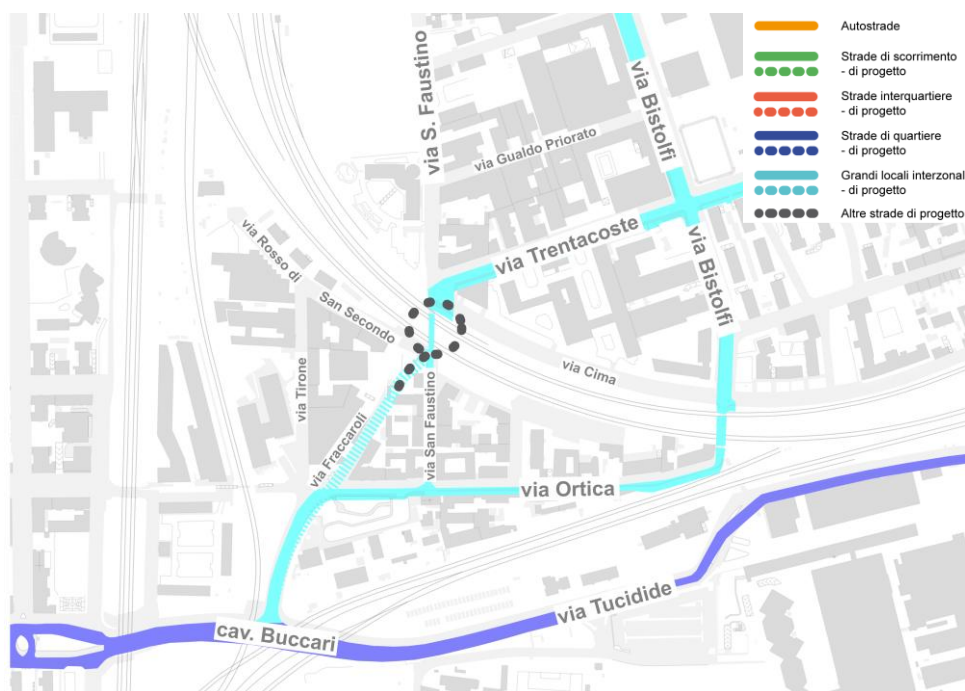 Autostrade
Strade di scorrimento
- di progetto
Strade interquartiere
- di progetto
Strade di quartiere
- di progetto
Grandi locali interzonal
- di progetto
Altre strade di progetto
via S. Faustino
via Bistolfi
via Gualdo Priorato
via Trentacoste
via Bistolfi
via Rosso di
San Secondo
via Cima
via Tirone
via Fraccaroli
via San Faustino
via Ortica
via Tucidide
cav. Buccari